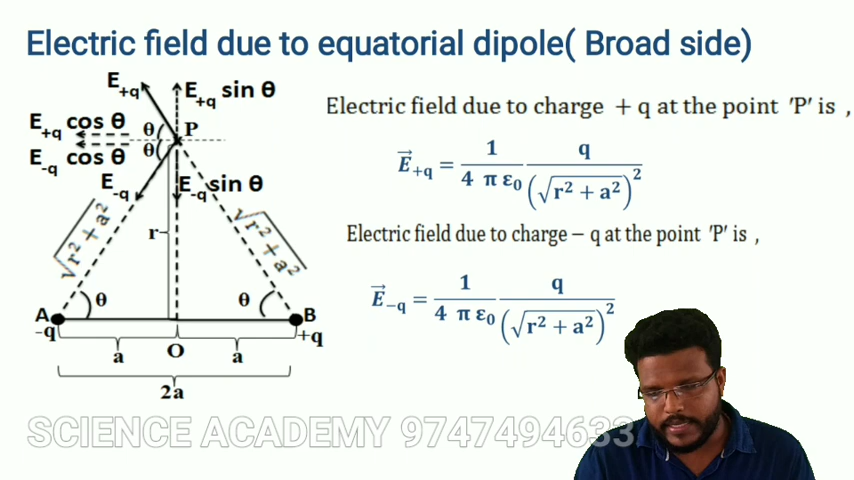 Electric field due to equatorial dipole( Broad side)
E+q
E+q sin θ
E+q cos θ
θ
P
E-q cos θ
θ
E-q
E-q sin θ
√r² + a²
√r² + a²
r
θ
θ
A
B
-q
+q
a
O
a
2a
Electric field due to charge + q at the point 'P' is ,
E⃗+q = 1 / 4 π ε₀ q / (√r² + a²)²
Electric field due to charge – q at the point 'P' is ,
E⃗−q = 1 / 4 π ε₀ q / (√r² + a²)²
SCIENCE ACADEMY 9747494633